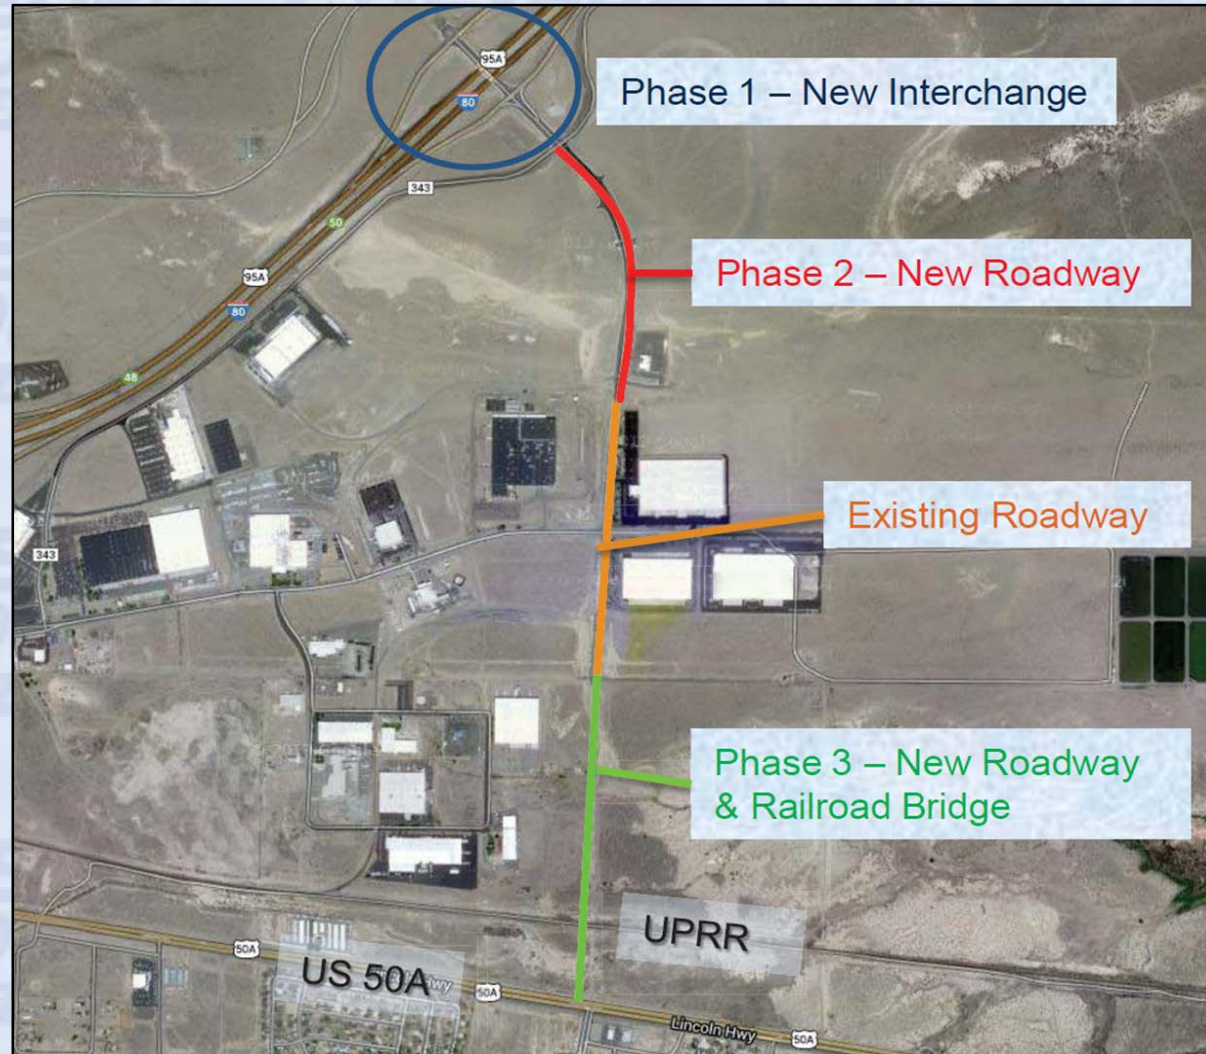 95A
80
Phase 1 – New Interchange
343
50
95A
80
Phase 2 – New Roadway
48
Existing Roadway
343
Phase 3 – New Roadway
& Railroad Bridge
UPRR
50A
US 50A
Hwy
50A
Lincoln Hwy
50A